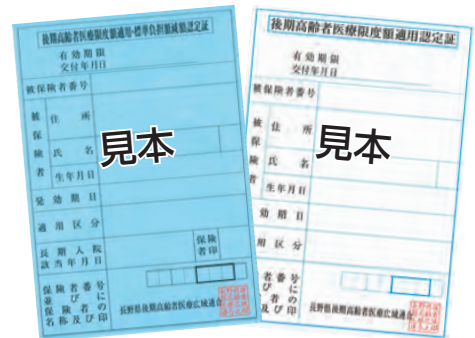 後期高齢者医療限度額適用・標準負担額減額認定証
有効期限
交付年月日
被保険者番号
被保険者
住所
氏名
生年月日
発効期日
適用区分
長期入院
該当年月日
保険
者印
保険者番号
並びに
保険者の
名称及び印
長野県後期高齢者医療広域連合
見本
後期高齢者医療限度額適用認定証
有効期限
交付年月日
被保険者番号
被保険者
住所
氏名
生年月日
効期日
用区分
者番号
びに
者の
及び印
長野県後期高齢者医療広域連合
見本